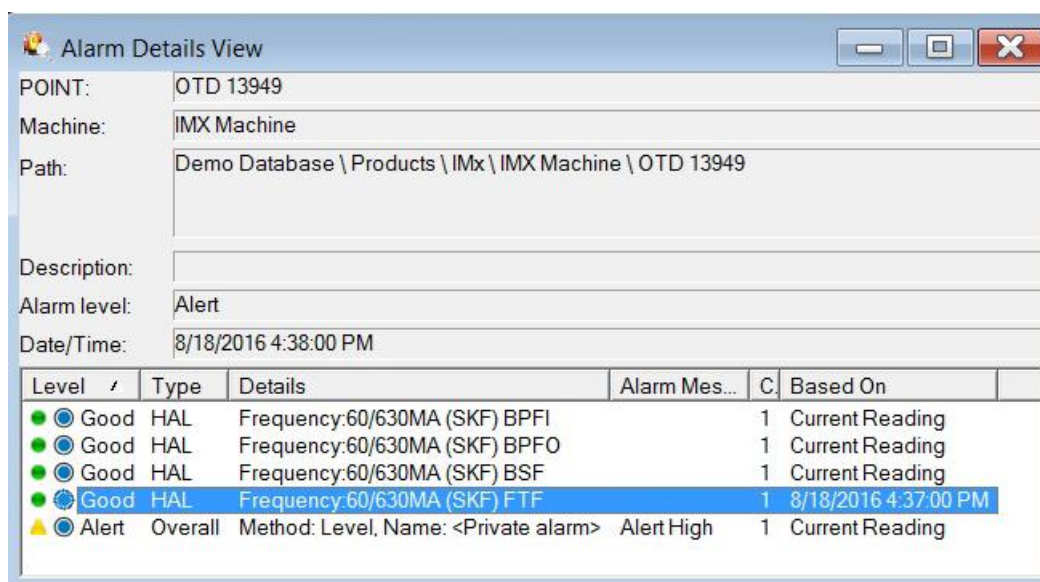 Alarm Details View
POINT: OTD 13949
Machine: IMX Machine
Path: Demo Database \ Products \ IMx \ IMX Machine \ OTD 13949
Description:
Alarm level: Alert
Date/Time: 8/18/2016 4:38:00 PM
Level Type Details Alarm Mes... C. Based On
Good HAL Frequency:60/630MA (SKF) BPFI 1 Current Reading
Good HAL Frequency:60/630MA (SKF) BPFO 1 Current Reading
Good HAL Frequency:60/630MA (SKF) BSF 1 Current Reading
Good HAL Frequency:60/630MA (SKF) FTF 1 8/18/2016 4:37:00 PM
Alert Overall Method: Level, Name: <Private alarm> Alert High 1 Current Reading